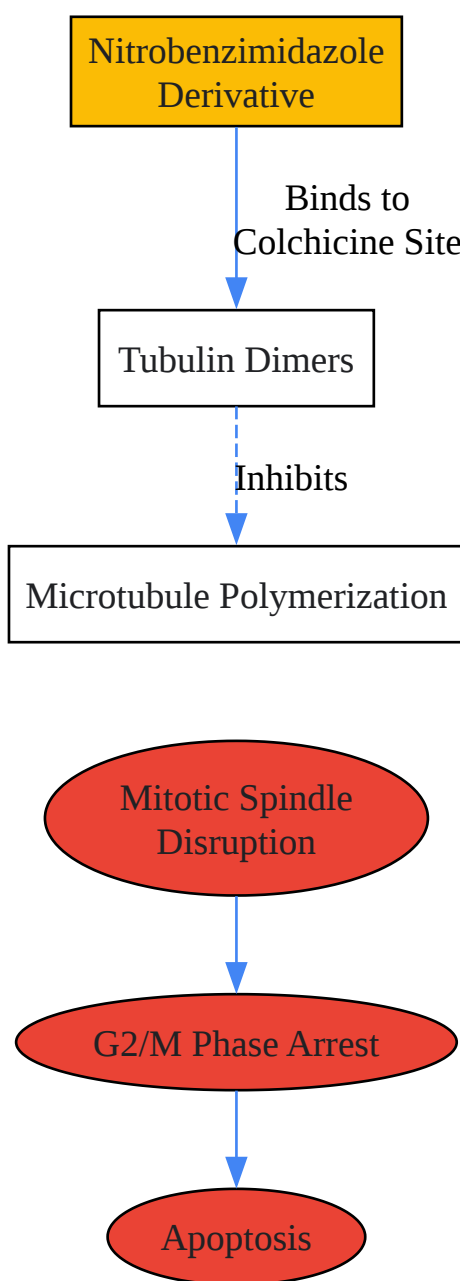 Nitrobenzimidazole
Derivative
Binds to
Colchicine Site
Tubulin Dimers
Inhibits
Microtubule Polymerization
Mitotic Spindle
Disruption
G2/M Phase Arrest
Apoptosis